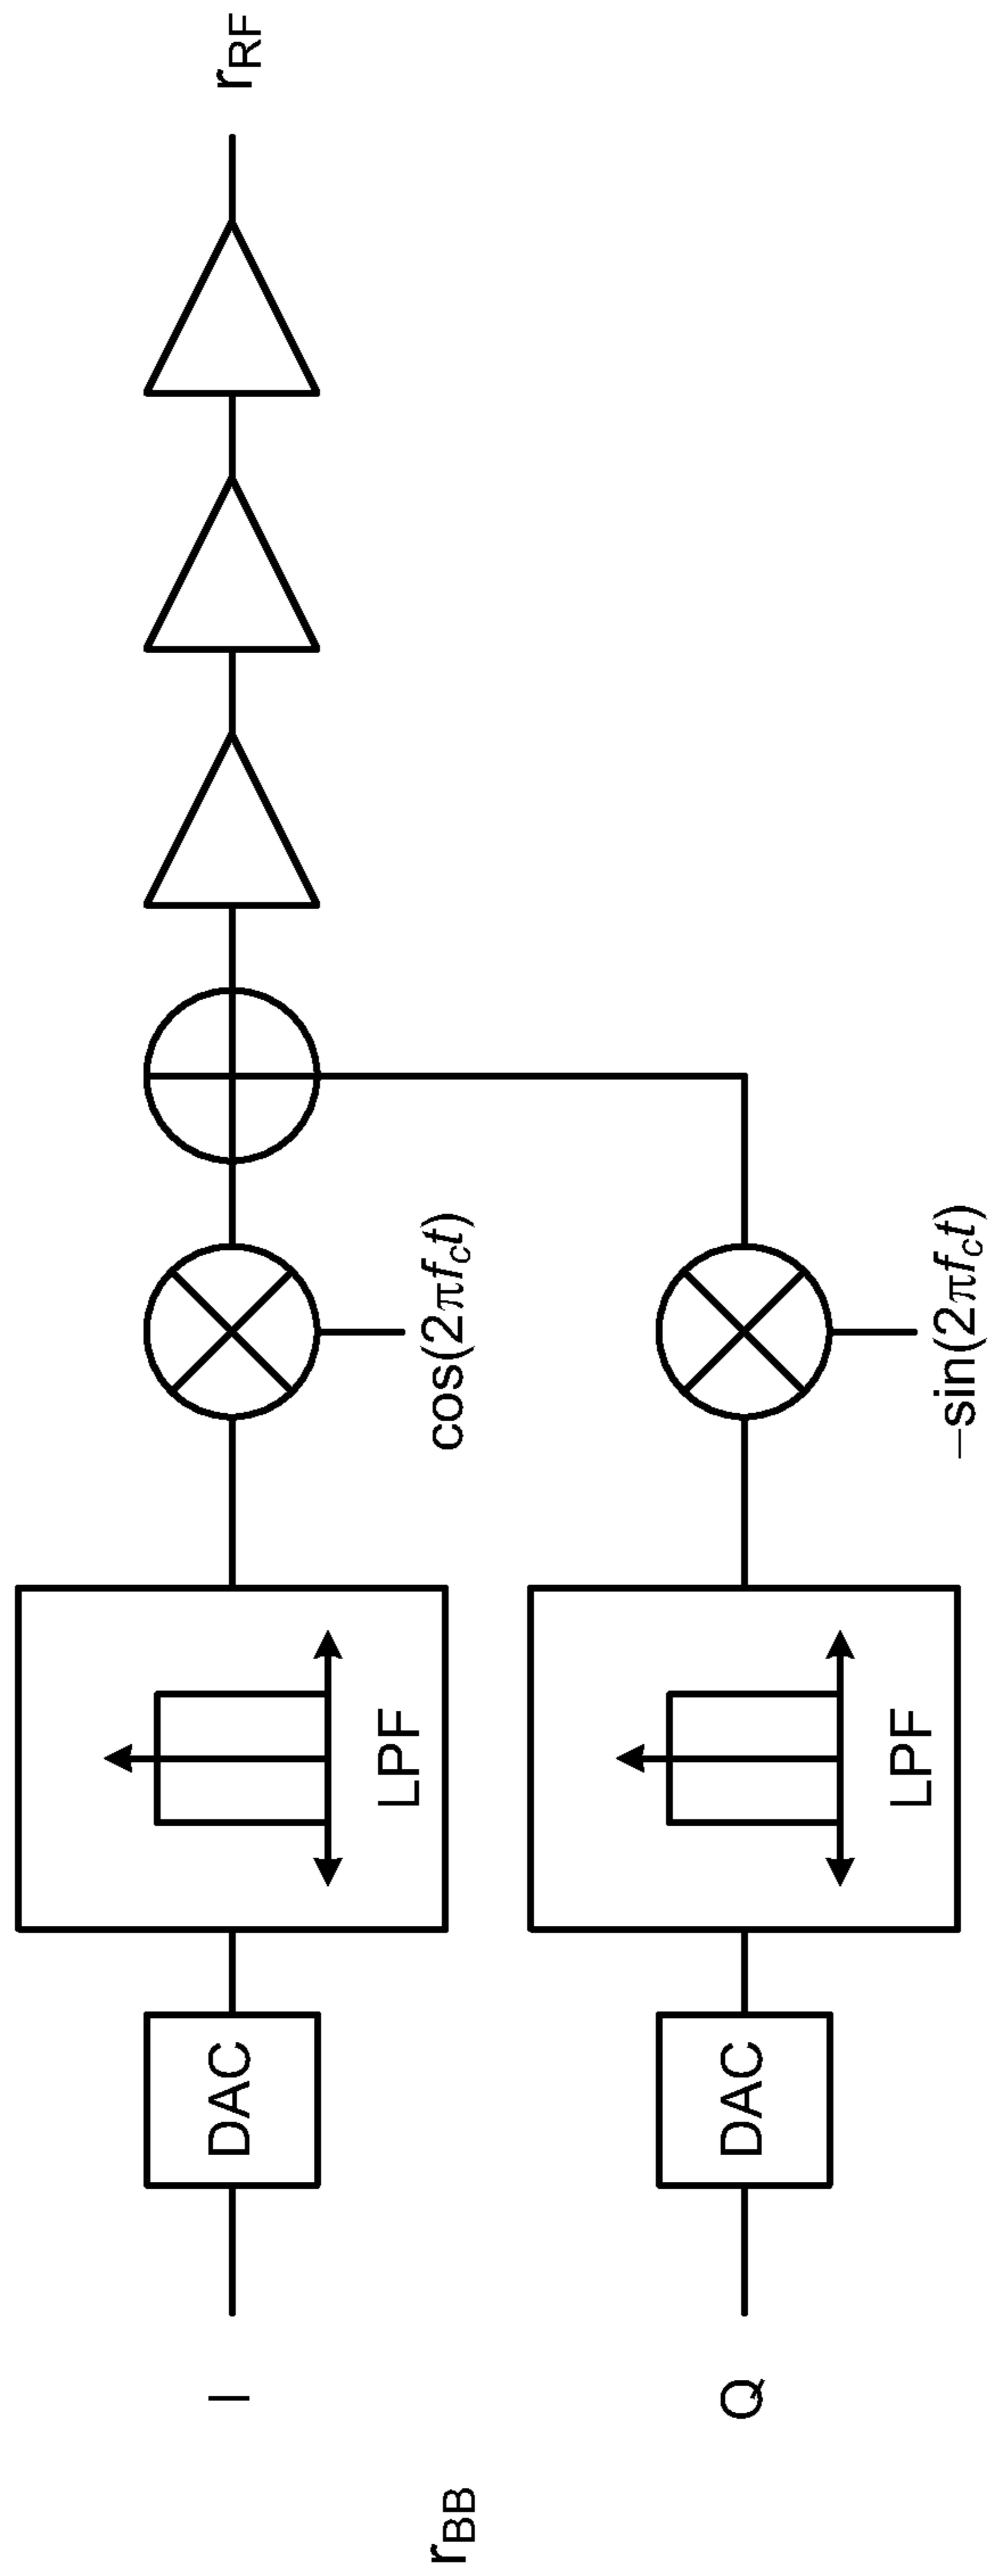 r_BB
I
DAC
LPF
cos(2πf_ct)
r_RF
Q
DAC
LPF
–sin(2πf_ct)